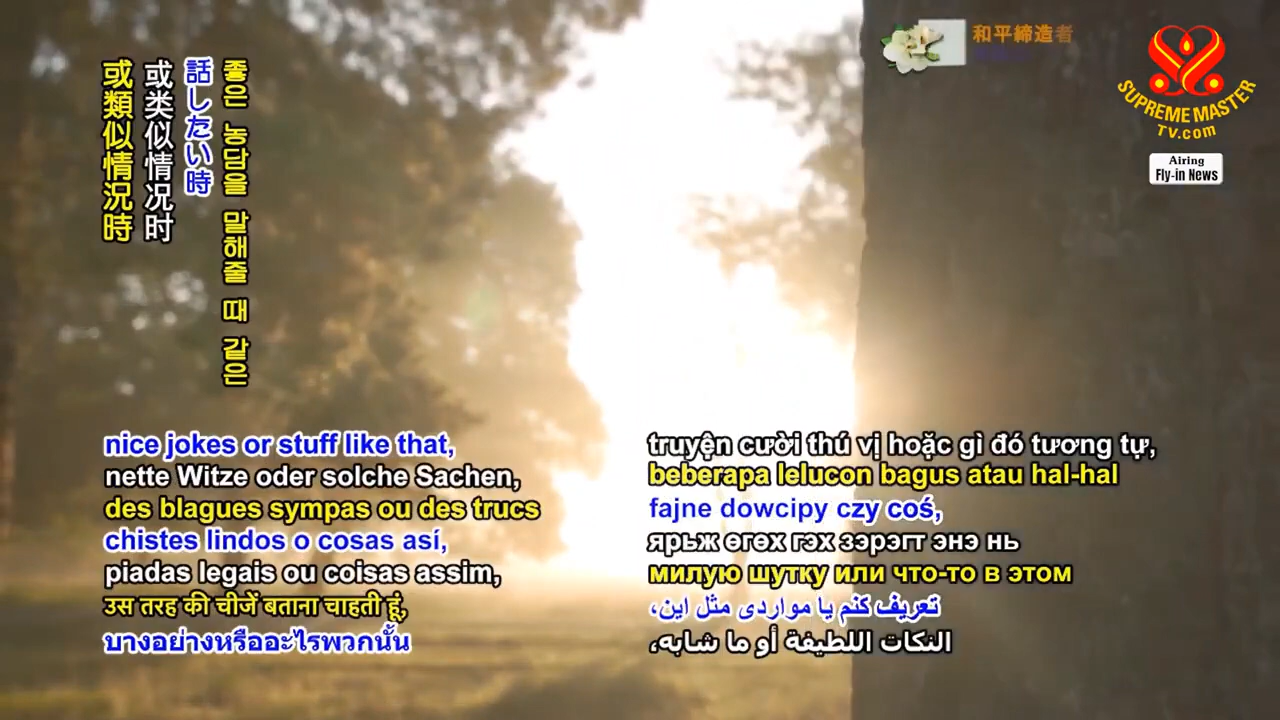 或類似情況時
或类似情况时
話したい時
좋은 농담을 말해줄 때 같은
和平締造者
SUPREME MASTER
TV.com
Airing
Fly-in News
nice jokes or stuff like that,
nette Witze oder solche Sachen,
des blagues sympas ou des trucs
chistes lindos o cosas así,
piadas legais ou coisas assim,
उस तरह की चीजें बताना चाहती हूं,
บางอย่างหรืออะไรพวกนั้น
truyện cười thú vị hoặc gì đó tương tự,
beberapa lelucon bagus atau hal-hal
fajne dowcipy czy coś,
ярьж өгөх гэх зэрэгт энэ нь
милую шутку или что-то в этом
تعریف کنم یا مواردی مثل این،
النكات اللطيفة أو ما شابه،